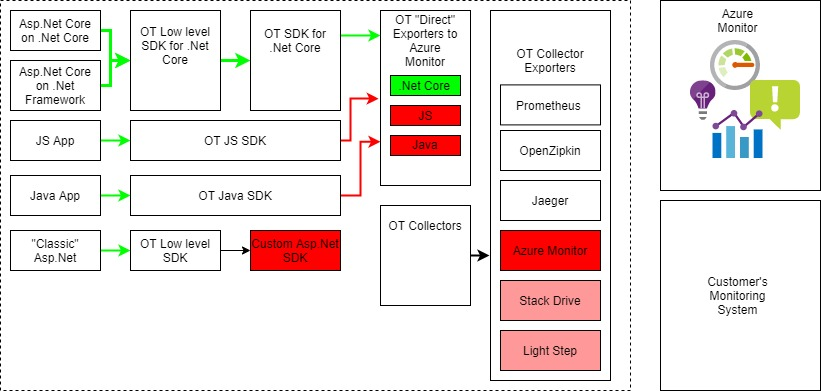 Asp.Net Core
on .Net Core
Asp.Net Core
on .Net
Framework
OT Low level
SDK for .Net
Core
OT SDK for
.Net Core
OT "Direct"
Exporters to
Azure
Monitor
.Net Core
JS
Java
JS App
OT JS SDK
Java App
OT Java SDK
"Classic"
Asp.Net
OT Low level
SDK
Custom Asp.Net
SDK
OT Collectors
OT Collector
Exporters
Prometheus
OpenZipkin
Jaeger
Azure Monitor
Stack Drive
Light Step
Azure
Monitor
Customer's
Monitoring
System